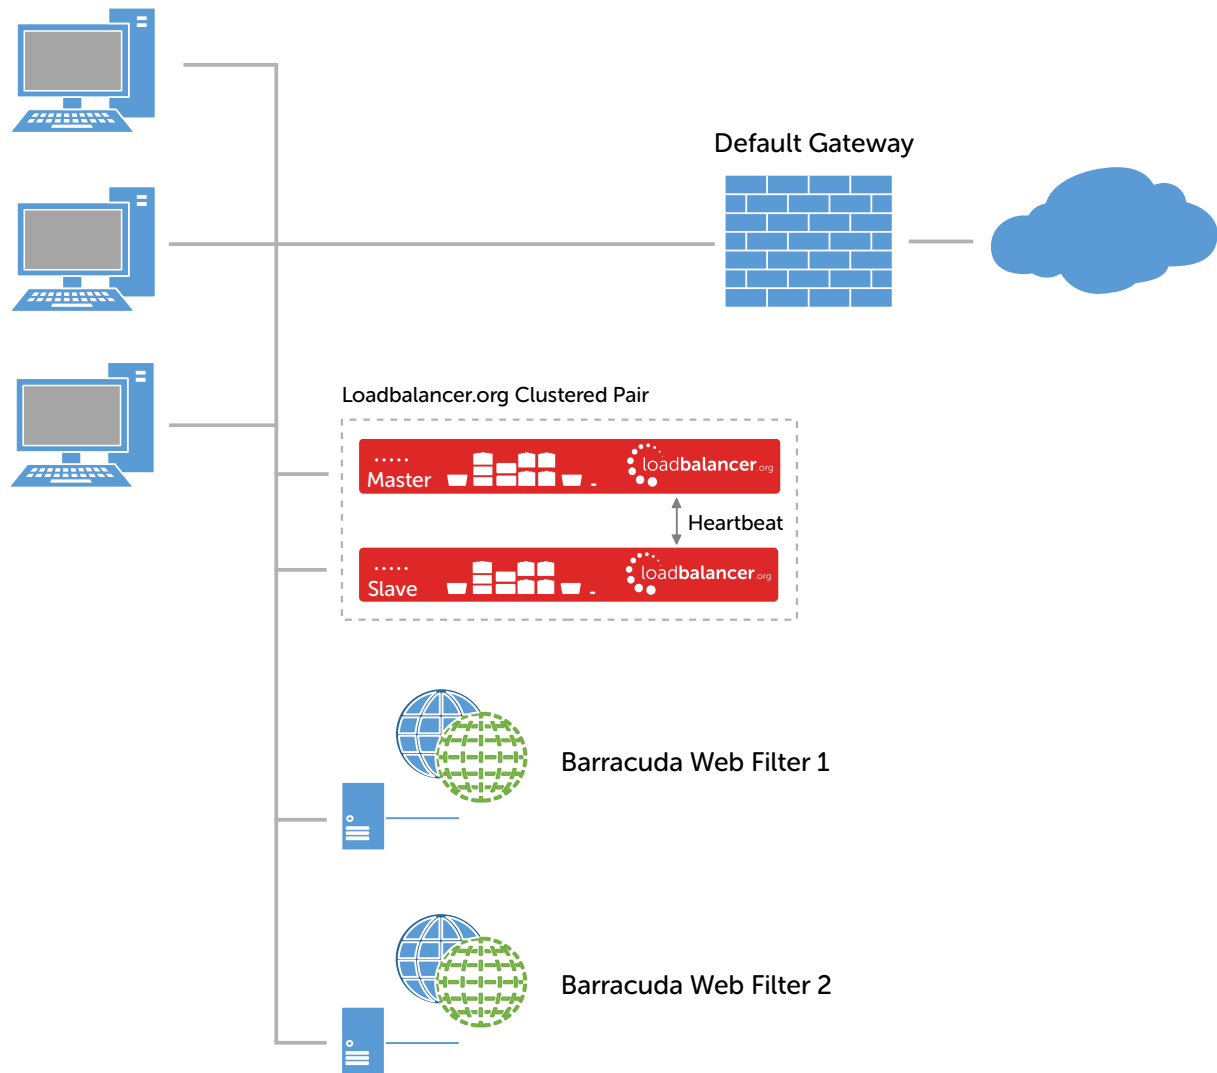 Default Gateway
Loadbalancer.org Clustered Pair
Master
loadbalancer.org
Heartbeat
Slave
loadbalancer.org
Barracuda Web Filter 1
Barracuda Web Filter 2